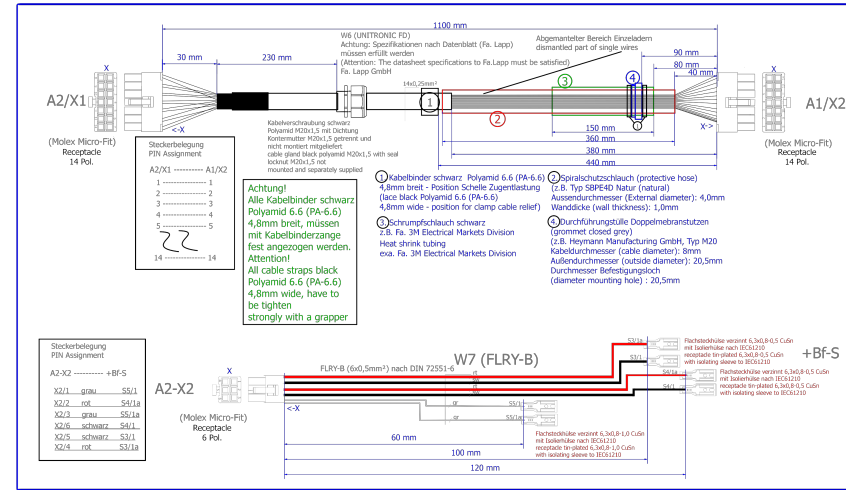 1100 mm
30 mm
230 mm
W6 (UNITRONIC FD)
Achtung: Spezifikationen nach Datenblatt (Fa. Lapp)
müssen erfüllt werden
(Attention: The datasheet specifications to Fa.Lapp must be satisfied)
Fa. Lapp GmbH
Abgemantelter Bereich Einzeladern
dismantled part of single wires
90 mm
80 mm
40 mm
14x0,25mm²
X
A2/X1
(Molex Micro-Fit)
Receptacle
14 Pol.
<-X
1
2
3
4
X->
X
A1/X2
(Molex Micro-Fit)
Receptacle
14 Pol.
150 mm
360 mm
380 mm
440 mm
Kabelverschraubung schwarz
Polyamid M20x1,5 mit Dichtung
Kontermutter M20x1,5 getrennt und
nicht montiert mitgeliefert
cable gland black polyamid M20x1,5 with seal
locknut M20x1,5 not
mounted and separately supplied
Steckerbelegung
PIN Assignment
A2/X1 ---------- A1/X2
1 ---------------- 1
2 ---------------- 2
3 ---------------- 3
4 ---------------- 4
5 ---------------- 5
14 --------------- 14
Achtung!
Alle Kabelbinder schwarz
Polyamid 6.6 (PA-6.6)
4,8mm breit, müssen
mit Kabelbinderzange
fest angezogen werden.
Attention!
All cable straps black
Polyamid 6.6 (PA-6.6)
4,8mm wide, have to
be tighten
strongly with a grapper
1 Kabelbinder schwarz Polyamid 6.6 (PA-6.6)
4,8mm breit - Position Schelle Zugentlastung
(lace black Polyamid 6.6 (PA-6.6)
4,8mm wide - position for clamp cable relief)
3 Schrumpfschlauch schwarz
z.B. Fa. 3M Electrical Markets Division
Heat shrink tubing
exa. Fa. 3M Electrical Markets Division
2 Spiralschutzschlauch (protective hose)
(z.B. Typ SBPE4D Natur (natural)
Aussendurchmesser (External diameter): 4,0mm
Wanddicke (wall thickness): 1,0mm
4 Durchführungstülle Doppelmebranstutzen
(grommet closed grey)
(z.B. Heymann Manufacturing GmbH, Typ M20
Kabeldurchmesser (cable diameter): 8mm
Außendurchmesser (outside diameter): 20,5mm
Durchmesser Befestigungsloch
(diameter mounting hole) : 20,5mm
Steckerbelegung
PIN Assignment
A2-X2 ---------- +Bf-S
X2/1 grau S5/1
X2/2 rot S4/1a
X2/3 grau S5/1a
X2/6 schwarz S4/1
X2/5 schwarz S3/1
X2/4 rot S3/1a
A2-X2
X
(Molex Micro-Fit)
Receptacle
6 Pol.
<-X
FLRY-B (6x0,5mm²) nach DIN 72551-6
W7 (FLRY-B)
gr
gr
S3/1a
S3/1
S4/1a
S4/1
S5/1
S5/1a
Flachsteckhülse verzinnt 6,3x0,8-0,5 CuSn
mit Isolierhülse nach IEC61210
receptacle tin-plated 6,3x0,8-0,5 CuSn
with isolating sleeve to IEC61210
+Bf-S
Flachsteckhülse verzinnt 6,3x0,8-0,5 CuSn
mit Isolierhülse nach IEC61210
receptacle tin-plated 6,3x0,8-0,5 CuSn
with isolating sleeve to IEC61210
Flachsteckhülse verzinnt 6,3x0,8-1,0 CuSn
mit Isolierhülse nach IEC61210
receptacle tin-plated 6,3x0,8-1,0 CuSn
with isolating sleeve to IEC61210
60 mm
100 mm
120 mm